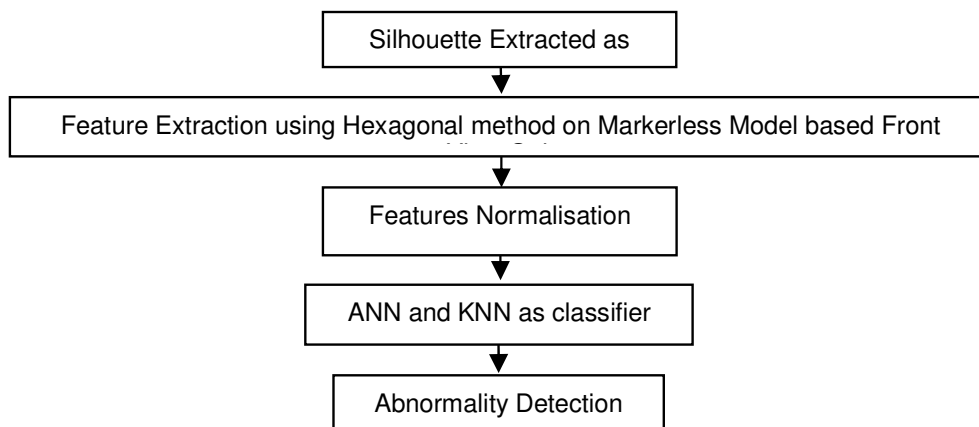 Silhouette Extracted as
Feature Extraction using Hexagonal method on Markerless Model based Front
Features Normalisation
ANN and KNN as classifier
Abnormality Detection